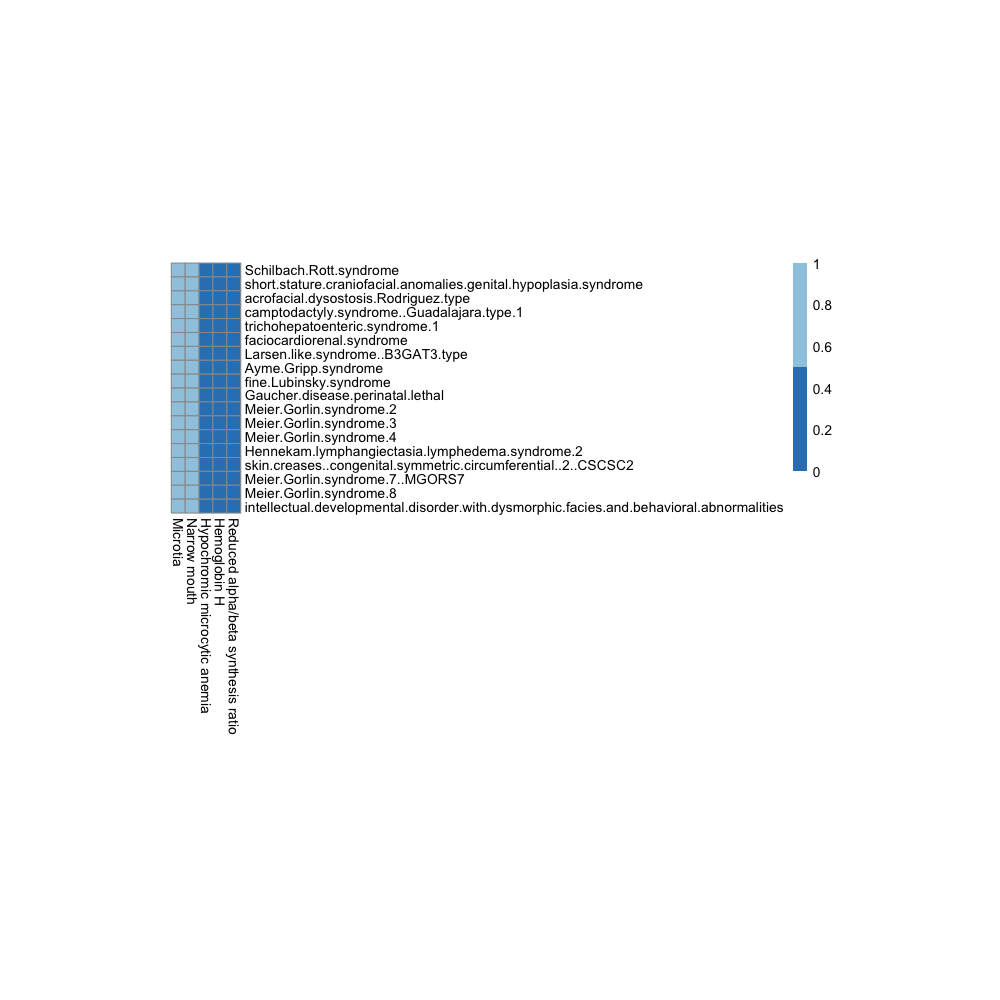 Schilbach.Rott.syndrome
short.stature.craniofacial.anomalies.genital.hypoplasia.syndrome
acrofacial.dysostosis.Rodriguez.type
camptodactyly.syndrome..Guadalajara.type.1
trichohepatoenteric.syndrome.1
faciocardiorenal.syndrome
Larsen.like.syndrome..B3GAT3.type
Ayme.Gripp.syndrome
fine.Lubinsky.syndrome
Gaucher.disease.perinatal.lethal
Meier.Gorlin.syndrome.2
Meier.Gorlin.syndrome.3
Meier.Gorlin.syndrome.4
Hennekam.lymphangiectasia.lymphedema.syndrome.2
skin.creases..congenital.symmetric.circumferential..2..CSCSC2
Meier.Gorlin.syndrome.7..MGORS7
Meier.Gorlin.syndrome.8
intellectual.developmental.disorder.with.dysmorphic.facies.and.behavioral.abnormalities
Microtia
Narrow mouth
Hypochromic microcytic anemia
Hemoglobin H
Reduced alpha/beta synthesis ratio
1
0.8
0.6
0.4
0.2
0